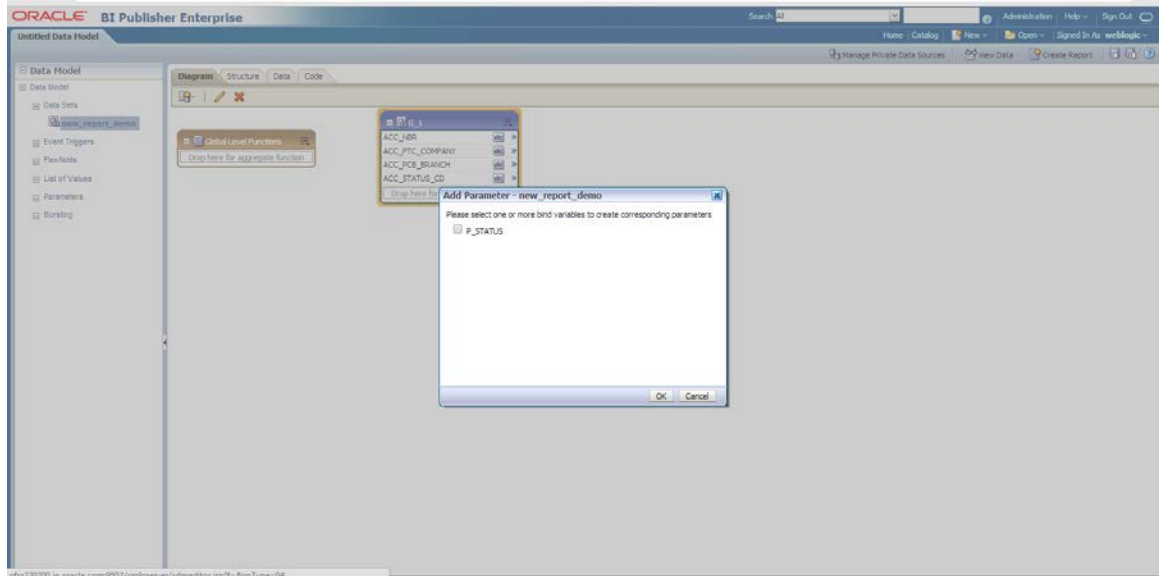 ORACLE BI Publisher Enterprise
Search All
Administration Help Sign Out
Untitled Data Model
Home Catalog New Open Signed In As weblogic
Manage Private Data Sources View Data Create Report
Data Model
Diagram Structure Data Code
Data Model
Data Sets
new_report_demo
Event Triggers
Flexfields
List of Values
Parameters
Bursting
Global Level Functions
Drop here for aggregate function
G_1
ACC_NBR
ACC_PTC_COMPANY
ACC_PCB_BRANCH
ACC_STATUS_CD
Drop here for
Add Parameter - new_report_demo
Please select one or more bind variables to create corresponding parameters
P_STATUS
OK Cancel